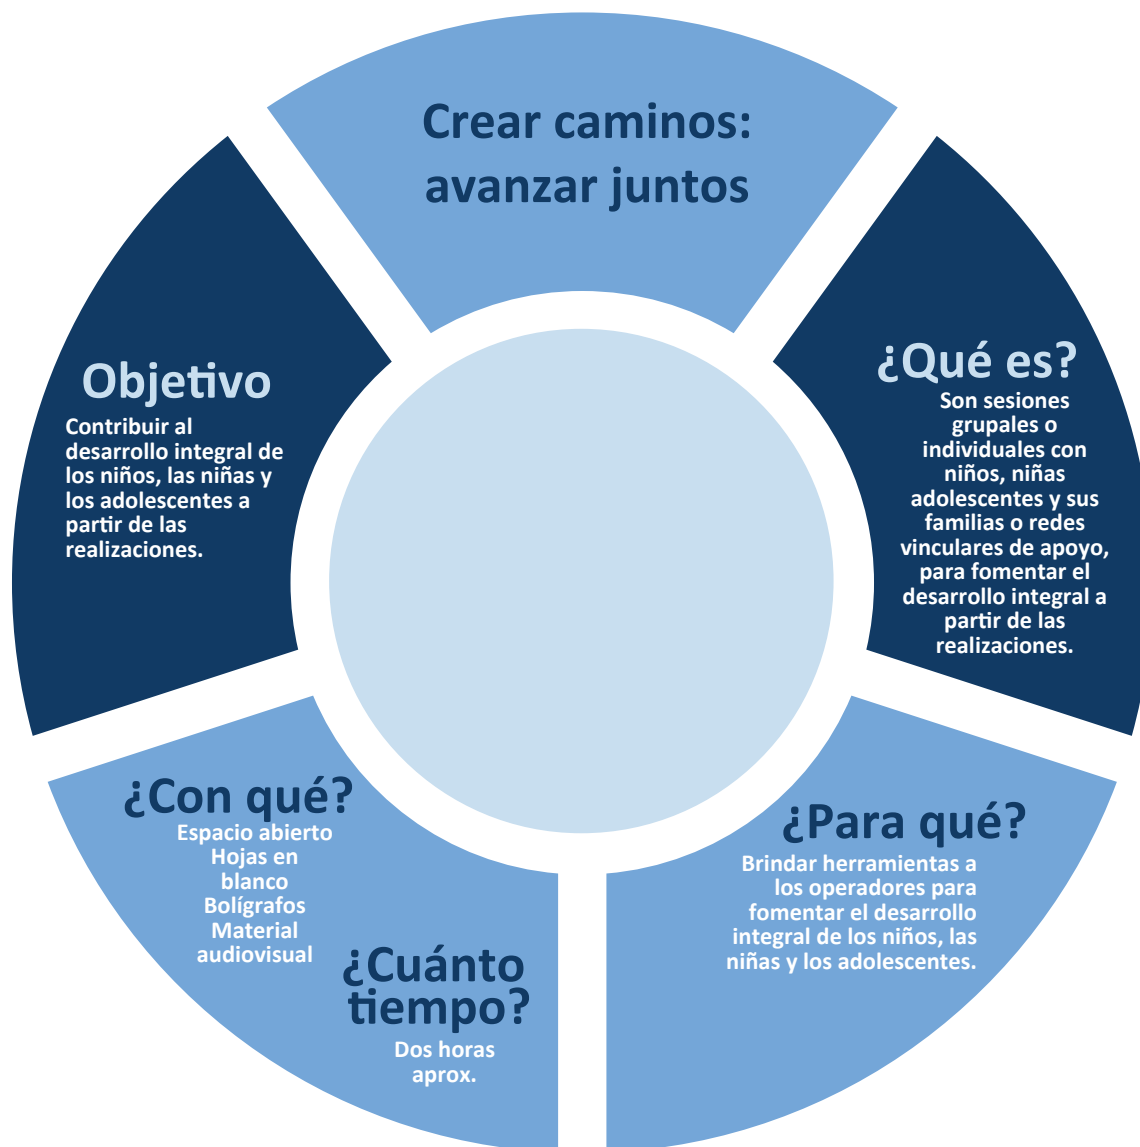 Crear caminos:
avanzar juntos
¿Qué es?
Son sesiones
grupales o
individuales con
niños, niñas
adolescentes y sus
familias o redes
vinculares de apoyo,
para fomentar el
desarrollo integral a
partir de las
realizaciones.
¿Para qué?
Brindar herramientas a
los operadores para
fomentar el desarrollo
integral de los niños, las
niñas y los adolescentes.
¿Cuánto
tiempo?
Dos horas
aprox.
¿Con qué?
Espacio abierto
Hojas en
blanco
Bolígrafos
Material
audiovisual
Objetivo
Contribuir al
desarrollo integral de
los niños, las niñas y
los adolescentes a
partir de las
realizaciones.